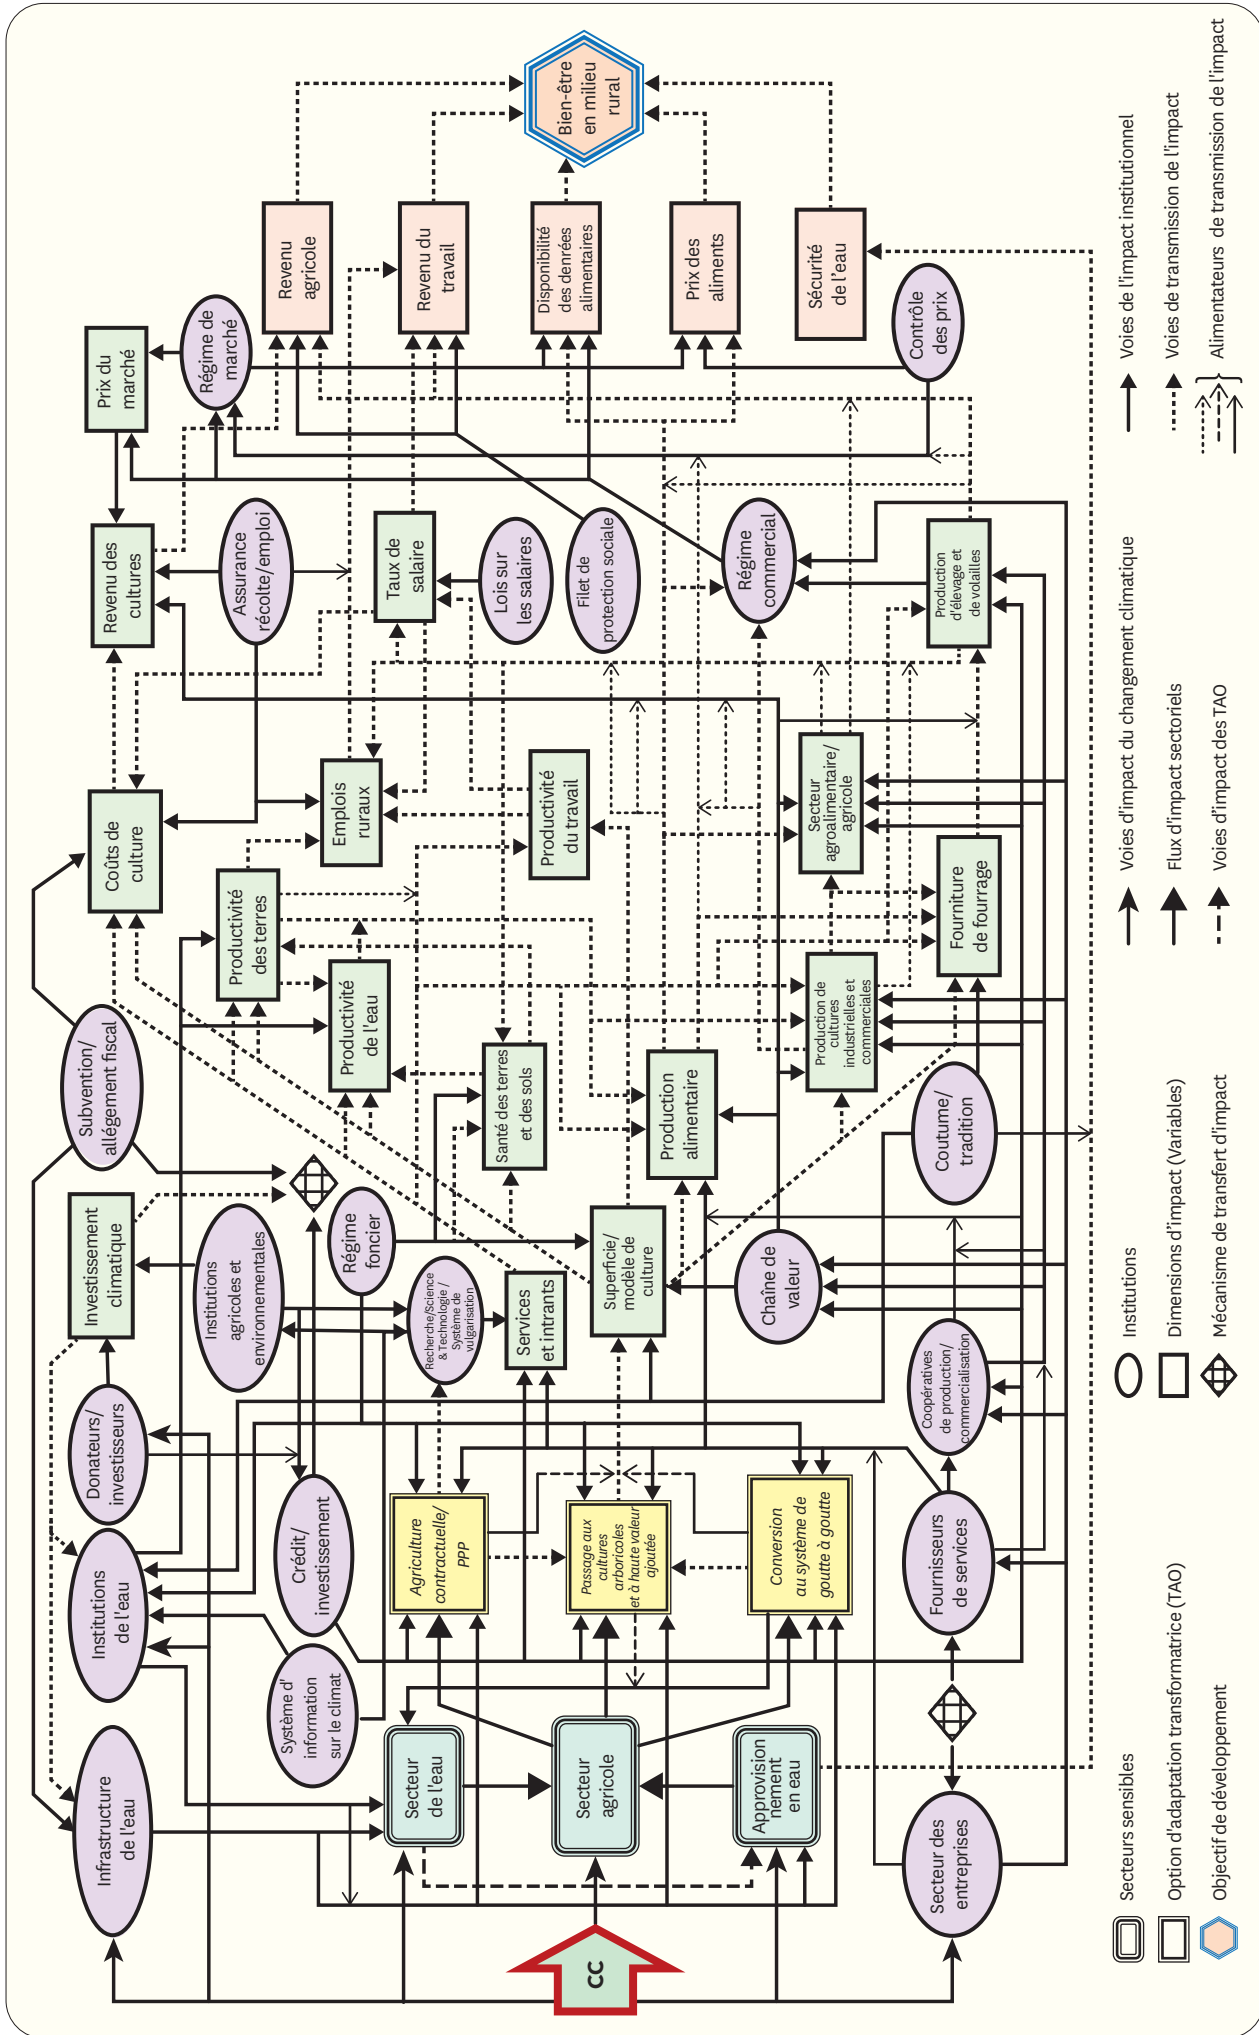 CC
Infrastructure
de l'eau
Institutions
de l'eau
Donateurs/
investisseurs
Investissement
climatique
Subvention/
allégement fiscal
Coûts de
culture
Revenu des
cultures
Prix du
marché
Système d'
information
sur le climat
Crédit/
investissement
Institutions
agricoles et
environnementales
Régime
foncier
Productivité
des terres
Productivité
de l'eau
Emplois
ruraux
Assurance
récolte/emploi
Régime de
marché
Revenu
agricole
Secteur
de l'eau
Agriculture
contractuelle/
PPP
Recherche/Science
& Technologie /
Système de
vulgarisation
Services
et intrants
Santé des terres
et des sols
Taux de
salaire
Lois sur
les salaires
Revenu du
travail
Secteur
agricole
Passage aux
cultures
arboricoles
et à haute valeur
ajoutée
Superficie/
modèle de
culture
Production
alimentaire
Productivité
du travail
Filet de
protection sociale
Disponibilité
des denrées
alimentaires
Bien-être
en milieu
rural
Approvision
nement
en eau
Conversion
au système de
goutte à goutte
Chaîne de
valeur
Production de
cultures
industrielles et
commerciales
Secteur
agroalimentaire/
agricole
Régime
commercial
Prix des
aliments
Sécurité
de l'eau
Secteur des
entreprises
Fournisseurs
de services
Coopératives
de production/
commercialisation
Coutume/
tradition
Fourniture
de fourrage
Production
d'élevage et
de volailles
Contrôle
des prix
Secteurs sensibles
Option d'adaptation transformatrice (TAO)
Objectif de développement
Institutions
Dimensions d'impact (Variables)
Mécanisme de transfert d'impact
Voies d'impact du changement climatique
Flux d'impact sectoriels
Voies d'impact des TAO
Voies de l'impact institutionnel
Voies de transmission de l'impact
Alimentateurs de transmission de l'impact